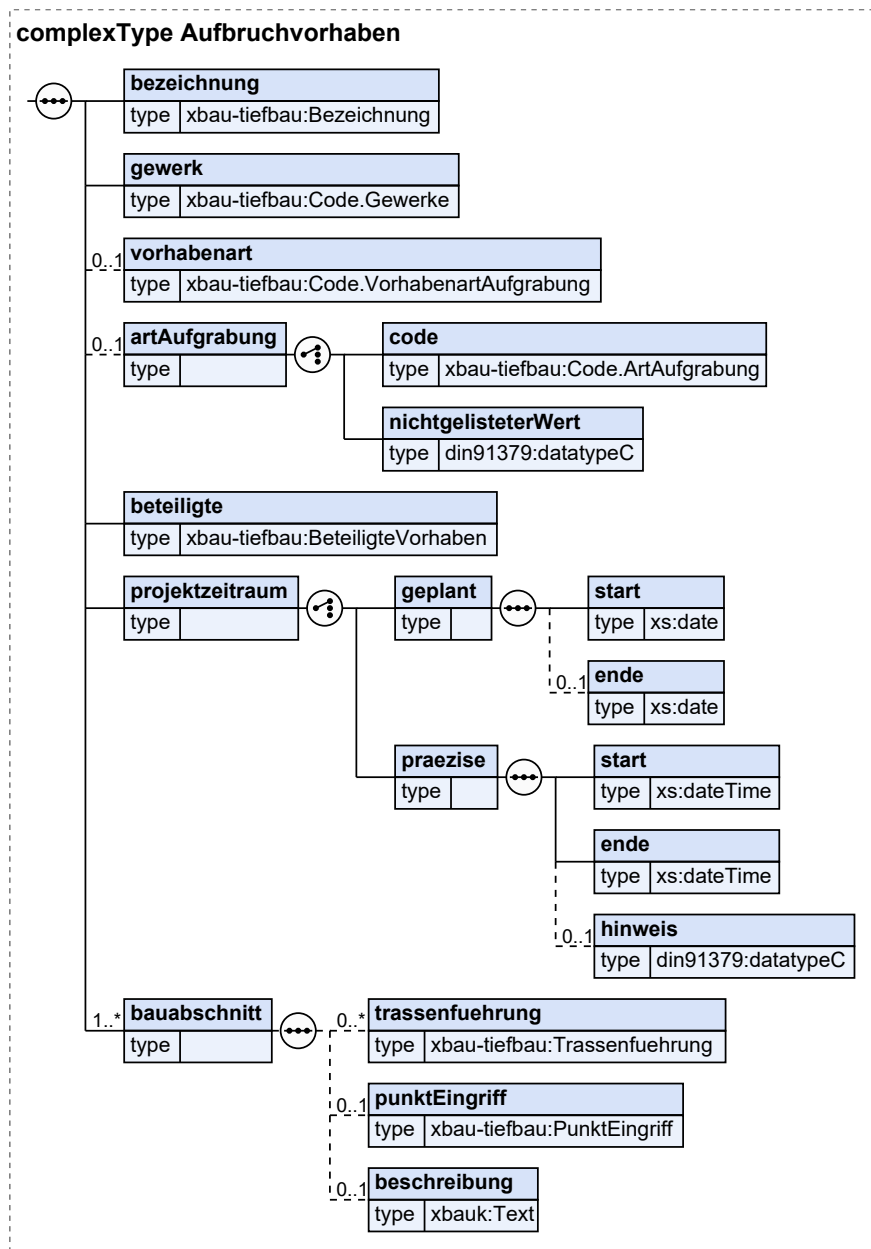 complexType Aufbruchvorhaben
bezeichnung
type xbau-tiefbau:Bezeichnung
gewerk
type xbau-tiefbau:Code.Gewerke
0..1 vorhabenart
type xbau-tiefbau:Code.VorhabenartAufgrabung
0..1 artAufgrabung
type
code
type xbau-tiefbau:Code.ArtAufgrabung
nichtgelisteterWert
type din91379:datatypeC
beteiligte
type xbau-tiefbau:BeteiligteVorhaben
projektzeitraum
type
geplant
type
start
type xs:date
0..1 ende
type xs:date
praezise
type
start
type xs:dateTime
ende
type xs:dateTime
0..1 hinweis
type din91379:datatypeC
1..* bauabschnitt
type
0..* trassenfuehrung
type xbau-tiefbau:Trassenfuehrung
0..1 punktEingriff
type xbau-tiefbau:PunktEingriff
0..1 beschreibung
type xbauk:Text